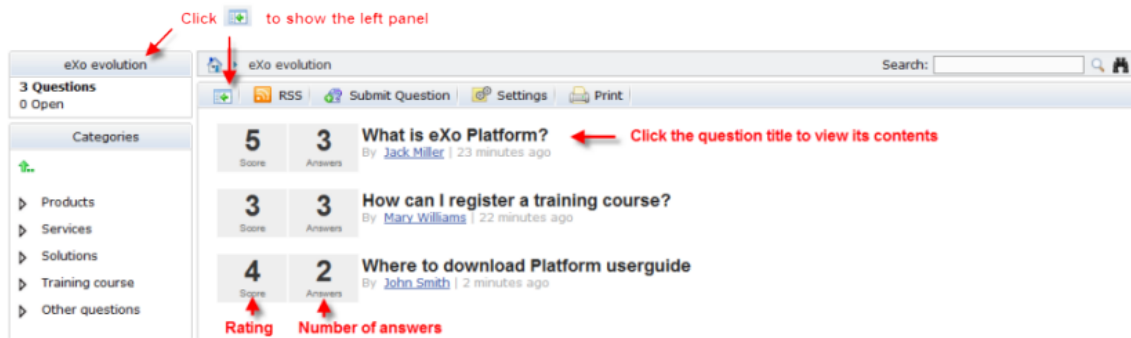 Click to show the left panel
eXo evolution
3 Questions
0 Open
Categories
Products
Services
Solutions
Training course
Other questions
eXo evolution
Search:
RSS Submit Question Settings Print
5 3 What is eXo Platform?
Score Answers By Jack Miller | 23 minutes ago
Click the question title to view its contents
3 3 How can I register a training course?
Score Answers By Mary Williams | 22 minutes ago
4 2 Where to download Platform userguide
Score Answers By John Smith | 2 minutes ago
Rating Number of answers